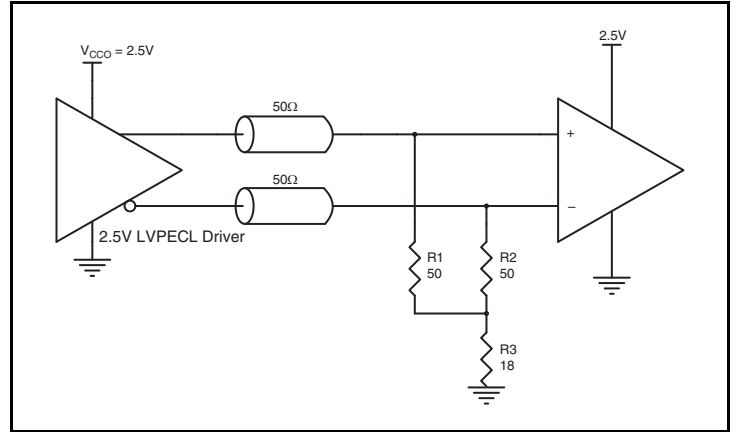 V_CCO = 2.5V
2.5V
50Ω
+
50Ω
−
2.5V LVPECL Driver
R1
50
R2
50
R3
18